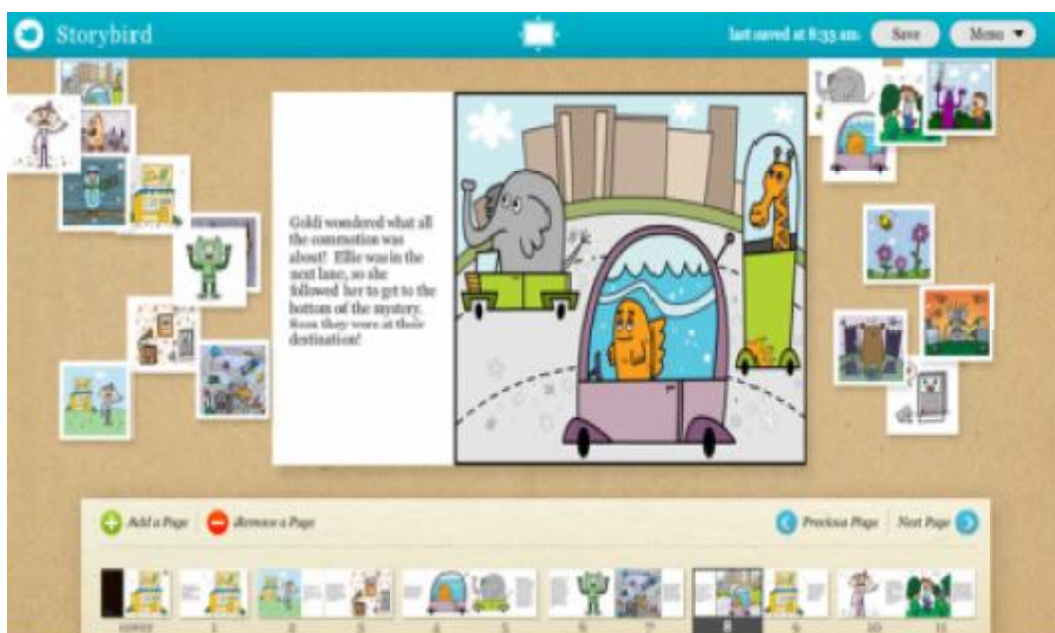 Storybird
last saved at 8:33 am.
Save
Menu
Goldi wondered what all
the commotion was
about! Ellie was in the
next lane, so she
followed her to get to the
bottom of the mystery.
Soon they were at their
destination!
Add a Page
Remove a Page
Previous Page
Next Page
cover
1
2
3
4
5
6
7
8
9
10
11